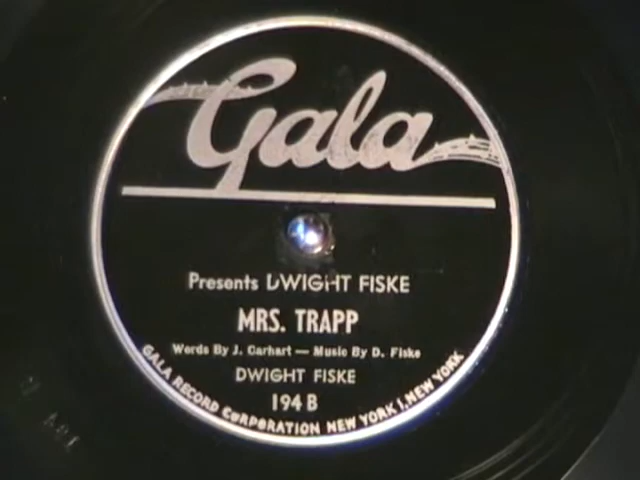 Gala
Presents DWIGHT FISKE
MRS. TRAPP
Words By J. Carhart — Music By D. Fiske
DWIGHT FISKE
194 B
GALA RECORD CORPORATION NEW YORK 1, NEW YORK